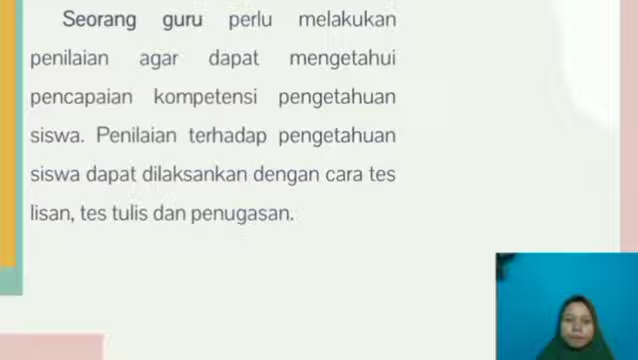 Seorang guru perlu melakukan
penilaian agar dapat mengetahui
pencapaian kompetensi pengetahuan
siswa. Penilaian terhadap pengetahuan
siswa dapat dilaksankan dengan cara tes
lisan, tes tulis dan penugasan.